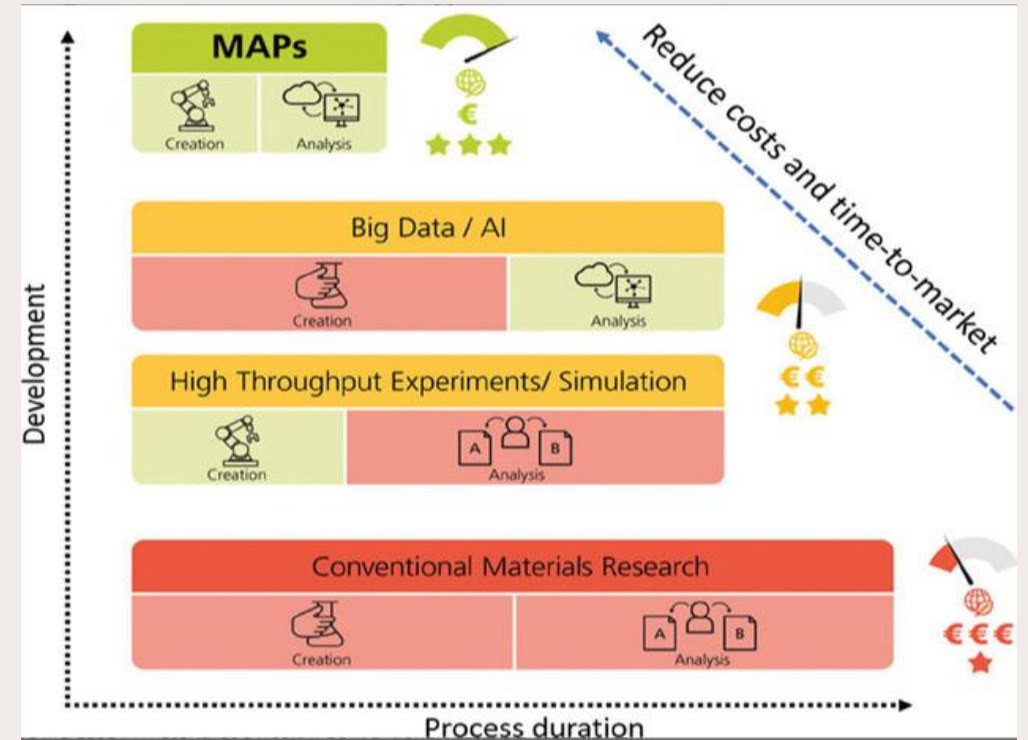 MAPs
Creation
Analysis
€
Reduce costs and time-to-market
Big Data / AI
Creation
Analysis
€€
High Throughput Experiments/ Simulation
Creation
A
B
Analysis
Conventional Materials Research
Creation
A
B
Analysis
€€€
Development
Process duration